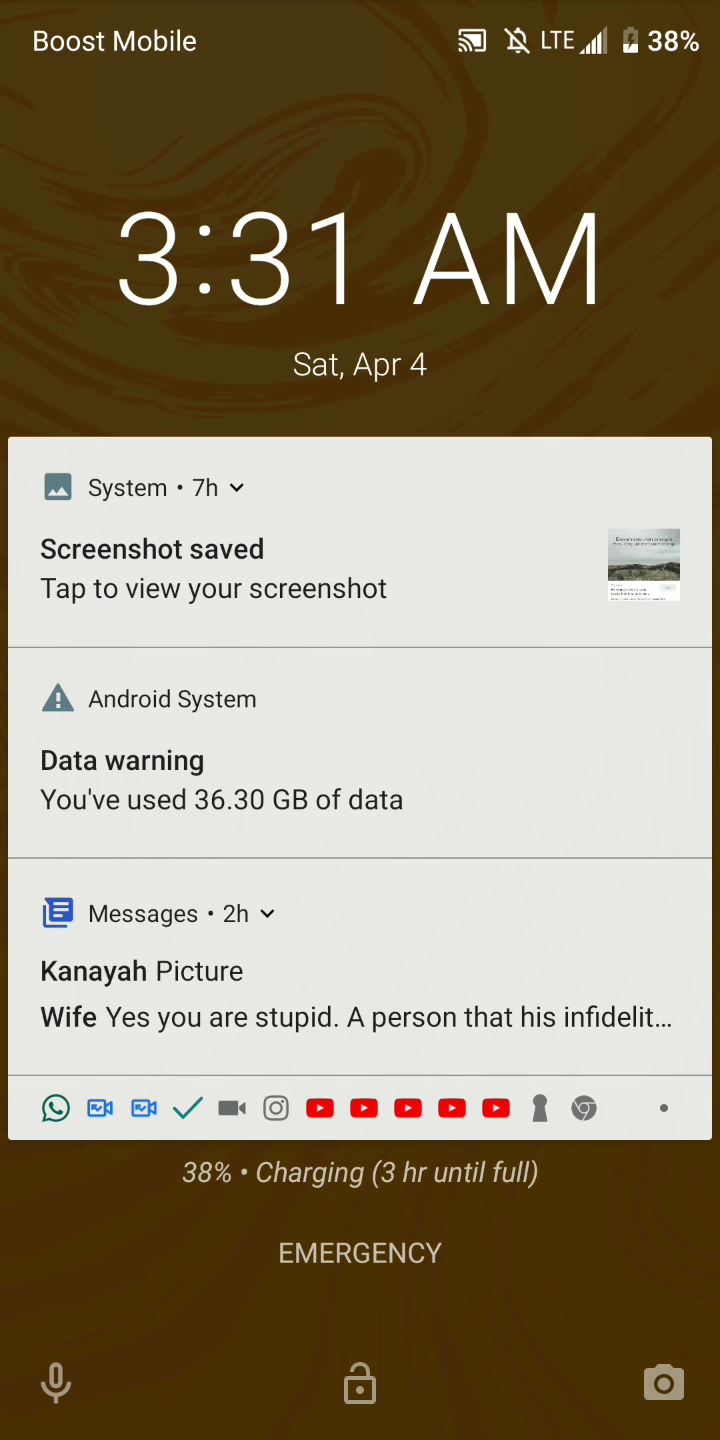 Boost Mobile LTE 38%
3:31 AM
Sat, Apr 4
System • 7h
Screenshot saved
Tap to view your screenshot
Android System
Data warning
You've used 36.30 GB of data
Messages • 2h
Kanayah Picture
Wife Yes you are stupid. A person that his infidelit...
38% • Charging (3 hr until full)
EMERGENCY